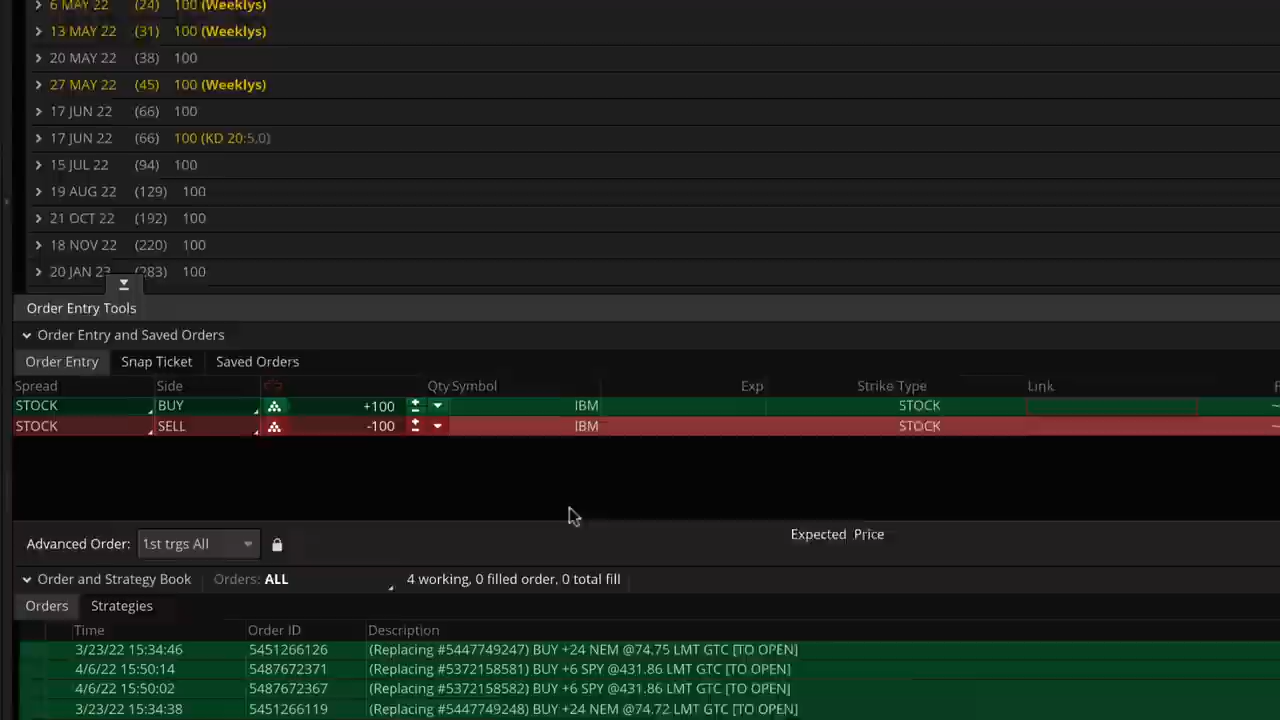 6 MAY 22 (24) 100 (Weeklys)
13 MAY 22 (31) 100 (Weeklys)
20 MAY 22 (38) 100
27 MAY 22 (45) 100 (Weeklys)
17 JUN 22 (66) 100
17 JUN 22 (66) 100 (KD 20:5.0)
15 JUL 22 (94) 100
19 AUG 22 (129) 100
21 OCT 22 (192) 100
18 NOV 22 (220) 100
20 JAN 23 (283) 100
Order Entry Tools
Order Entry and Saved Orders
Order Entry Snap Ticket Saved Orders
Spread Side Qty Symbol Exp Strike Type Link
STOCK BUY +100 IBM STOCK
STOCK SELL -100 IBM STOCK
Expected Price
Advanced Order: 1st trgs All
Order and Strategy Book Orders: ALL 4 working, 0 filled order, 0 total fill
Orders Strategies
Time Order ID Description
3/23/22 15:34:46 5451266126 (Replacing #5447749247) BUY +24 NEM @74.75 LMT GTC [TO OPEN]
4/6/22 15:50:14 5487672371 (Replacing #5372158581) BUY +6 SPY @431.86 LMT GTC [TO OPEN]
4/6/22 15:50:02 5487672367 (Replacing #5372158582) BUY +6 SPY @431.86 LMT GTC [TO OPEN]
3/23/22 15:34:38 5451266119 (Replacing #5447749248) BUY +24 NEM @74.72 LMT GTC [TO OPEN]